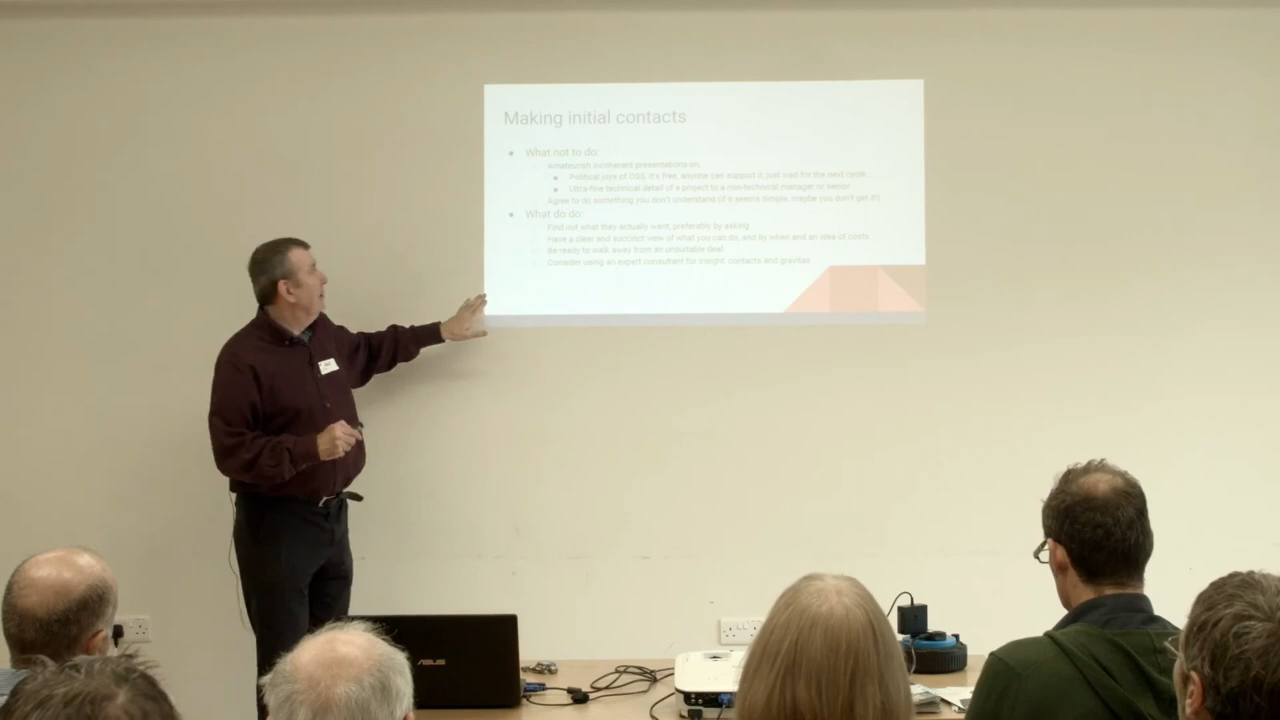 Making initial contacts
What not to do:
Amateurish incoherent presentations on:
Political joys of OSS, it's free, anyone can support it, just wait for the next cycle..
Ultra-fine technical detail of a project to a non-technical manager or senior
Agree to do something you don't understand (if it seems simple, maybe you don't get it!)
What do do:
Find out what they actually want, preferably by asking
Have a clear and succinct view of what you can do, and by when and an idea of costs
Be ready to walk away from an unsuitable deal
Consider using an expert consultant for insight, contacts and gravitas
ASUS